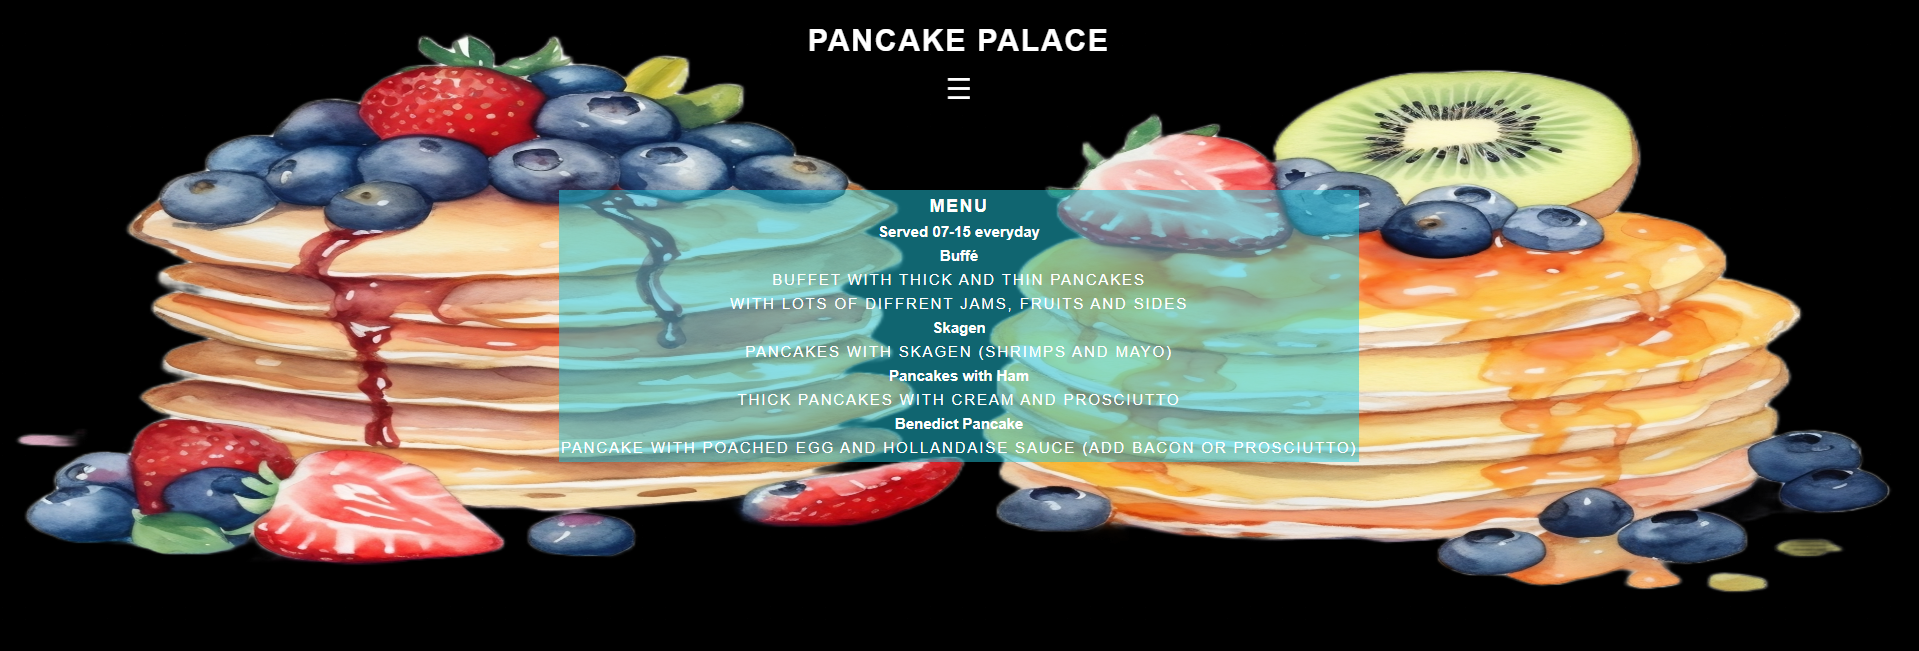 PANCAKE PALACE
☰
MENU
Served 07-15 everyday
Buffé
BUFFET WITH THICK AND THIN PANCAKES
WITH LOTS OF DIFFRENT JAMS, FRUITS AND SIDES
Skagen
PANCAKES WITH SKAGEN (SHRIMPS AND MAYO)
Pancakes with Ham
THICK PANCAKES WITH CREAM AND PROSCIUTTO
Benedict Pancake
PANCAKE WITH POACHED EGG AND HOLLANDAISE SAUCE (ADD BACON OR PROSCIUTTO)